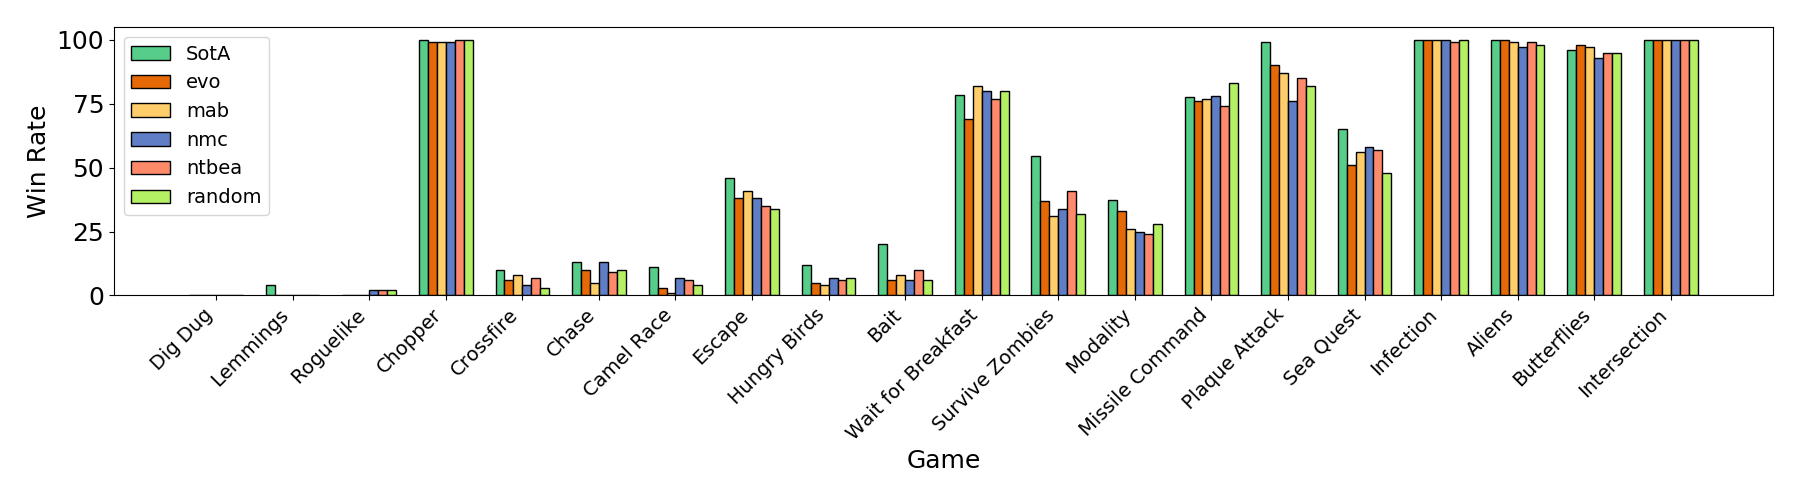 Win Rate
100
75
50
25
0
SotA
evo
mab
nmc
ntbea
random
Dig Dug
Lemmings
Roguelike
Chopper
Crossfire
Chase
Camel Race
Escape
Hungry Birds
Bait
Wait for Breakfast
Survive Zombies
Modality
Missile Command
Plaque Attack
Sea Quest
Infection
Aliens
Butterflies
Intersection
Game